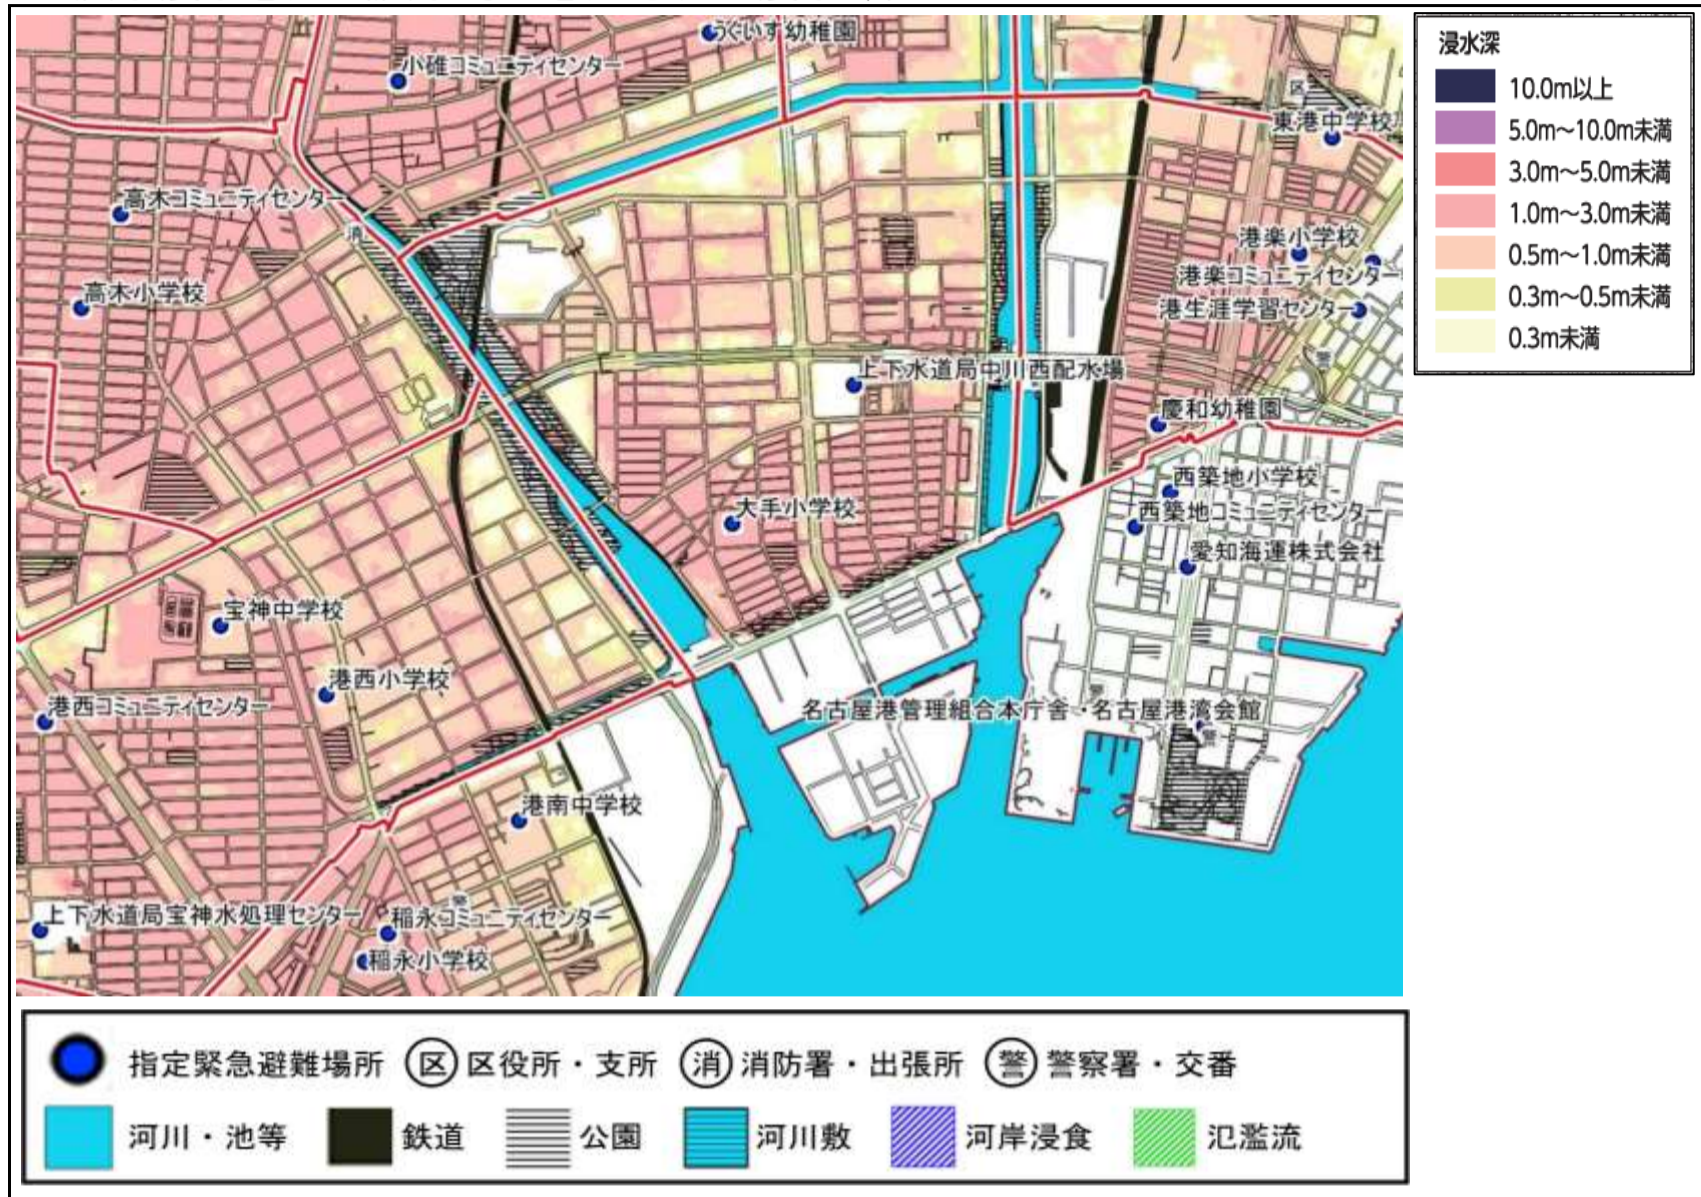 うぐいす幼稚園
小碓コミュニティセンター
区
東港中学校
高木コミュニティセンター
消
港楽小学校
港楽コミュニティセンター
高木小学校
港生涯学習センター
警
上下水道局中川西配水場
慶和幼稚園
西築地小学校
大手小学校
西築地コミュニティセンター
愛知海運株式会社
宝神中学校
港西小学校
警
港西コミュニティセンター
名古屋港管理組合本庁舎・名古屋港湾会館
警
港南中学校
警
上下水道局宝神水処理センター
稲永コミュニティセンター
稲永小学校
浸水深
10.0m以上
5.0m～10.0m未満
3.0m～5.0m未満
1.0m～3.0m未満
0.5m～1.0m未満
0.3m～0.5m未満
0.3m未満
指定緊急避難場所 区 区役所・支所 消 消防署・出張所 警 警察署・交番
河川・池等 鉄道 公園 河川敷 河岸浸食 氾濫流